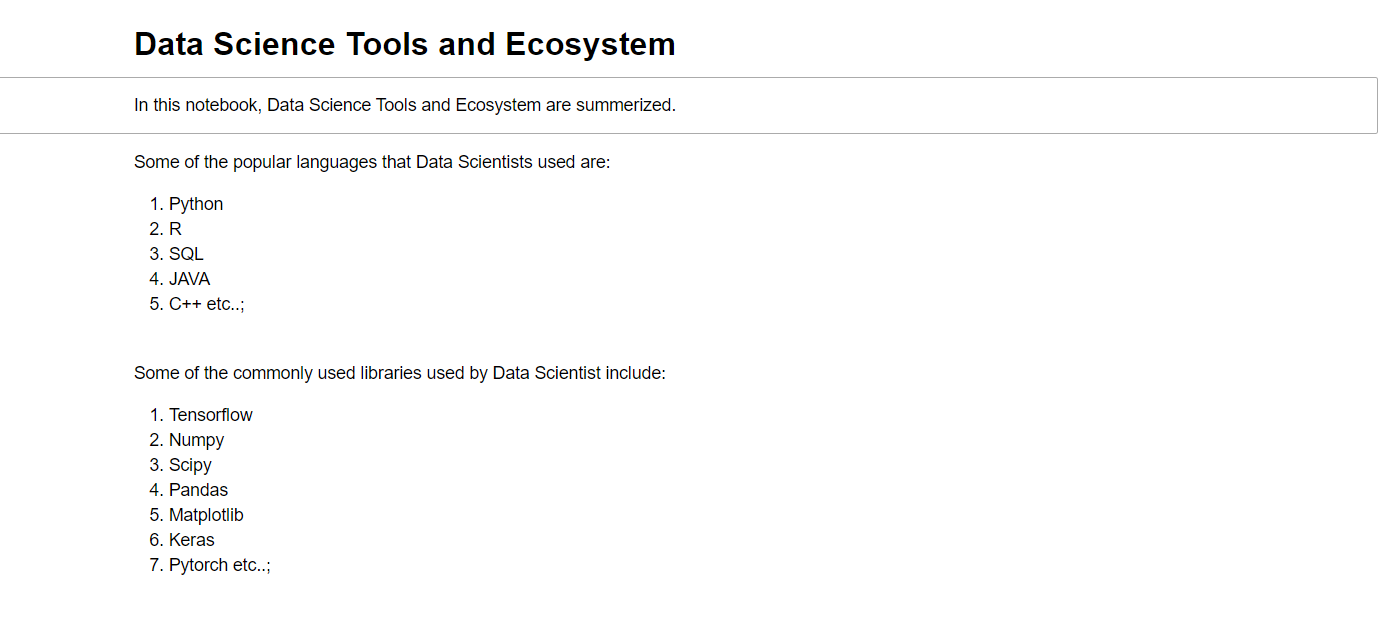 Data Science Tools and Ecosystem
In this notebook, Data Science Tools and Ecosystem are summerized.
Some of the popular languages that Data Scientists used are:
1. Python
2. R
3. SQL
4. JAVA
5. C++ etc..;
Some of the commonly used libraries used by Data Scientist include:
1. Tensorflow
2. Numpy
3. Scipy
4. Pandas
5. Matplotlib
6. Keras
7. Pytorch etc..;